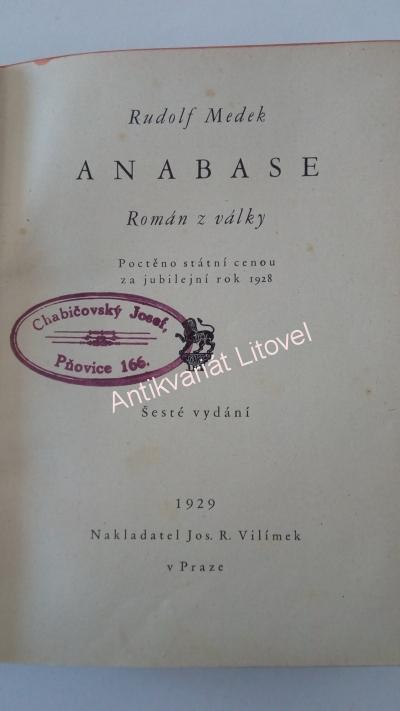 Rudolf Medek
ANABASE
Román z války
Poctěno státní cenou
za jubilejní rok 1928
Chabičovský Josef,
Pňovice 166.
Antikvariát Litovel
Šesté vydání
1929
Nakladatel Jos. R. Vilímek
v Praze